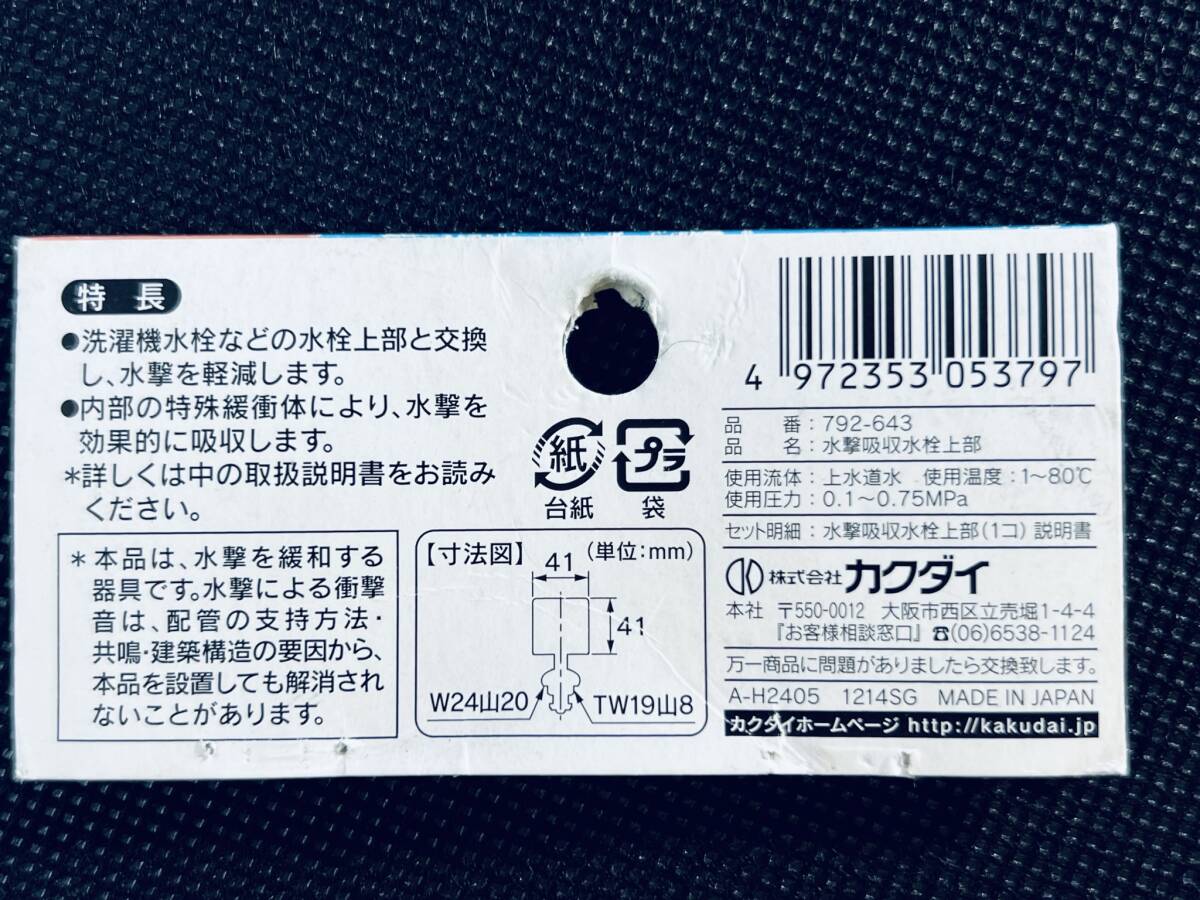 特長
●洗濯機水栓などの水栓上部と交換
し、水撃を軽減します。
●内部の特殊緩衝体により、水撃を
効果的に吸収します。
*詳しくは中の取扱説明書をお読み
ください。
*本品は、水撃を緩和する
器具です。水撃による衝撃
音は、配管の支持方法・
共鳴・建築構造の要因から、
本品を設置しても解消され
ないことがあります。
紙
台紙
プラ
袋
【寸法図】 (単位:mm)
41
41
W24山20
TW19山8
4 972353 053797
品 番:792-643
品 名:水撃吸収水栓上部
使用流体:上水道水 使用温度:1〜80℃
使用圧力:0.1〜0.75MPa
セット明細:水撃吸収水栓上部(1コ) 説明書
株式会社カクダイ
本社 〒550-0012 大阪市西区立売堀1-4-4
『お客様相談窓口』☎(06)6538-1124
万一商品に問題がありましたら交換致します。
A-H2405 1214SG MADE IN JAPAN
カクダイホームページ http://kakudai.jp